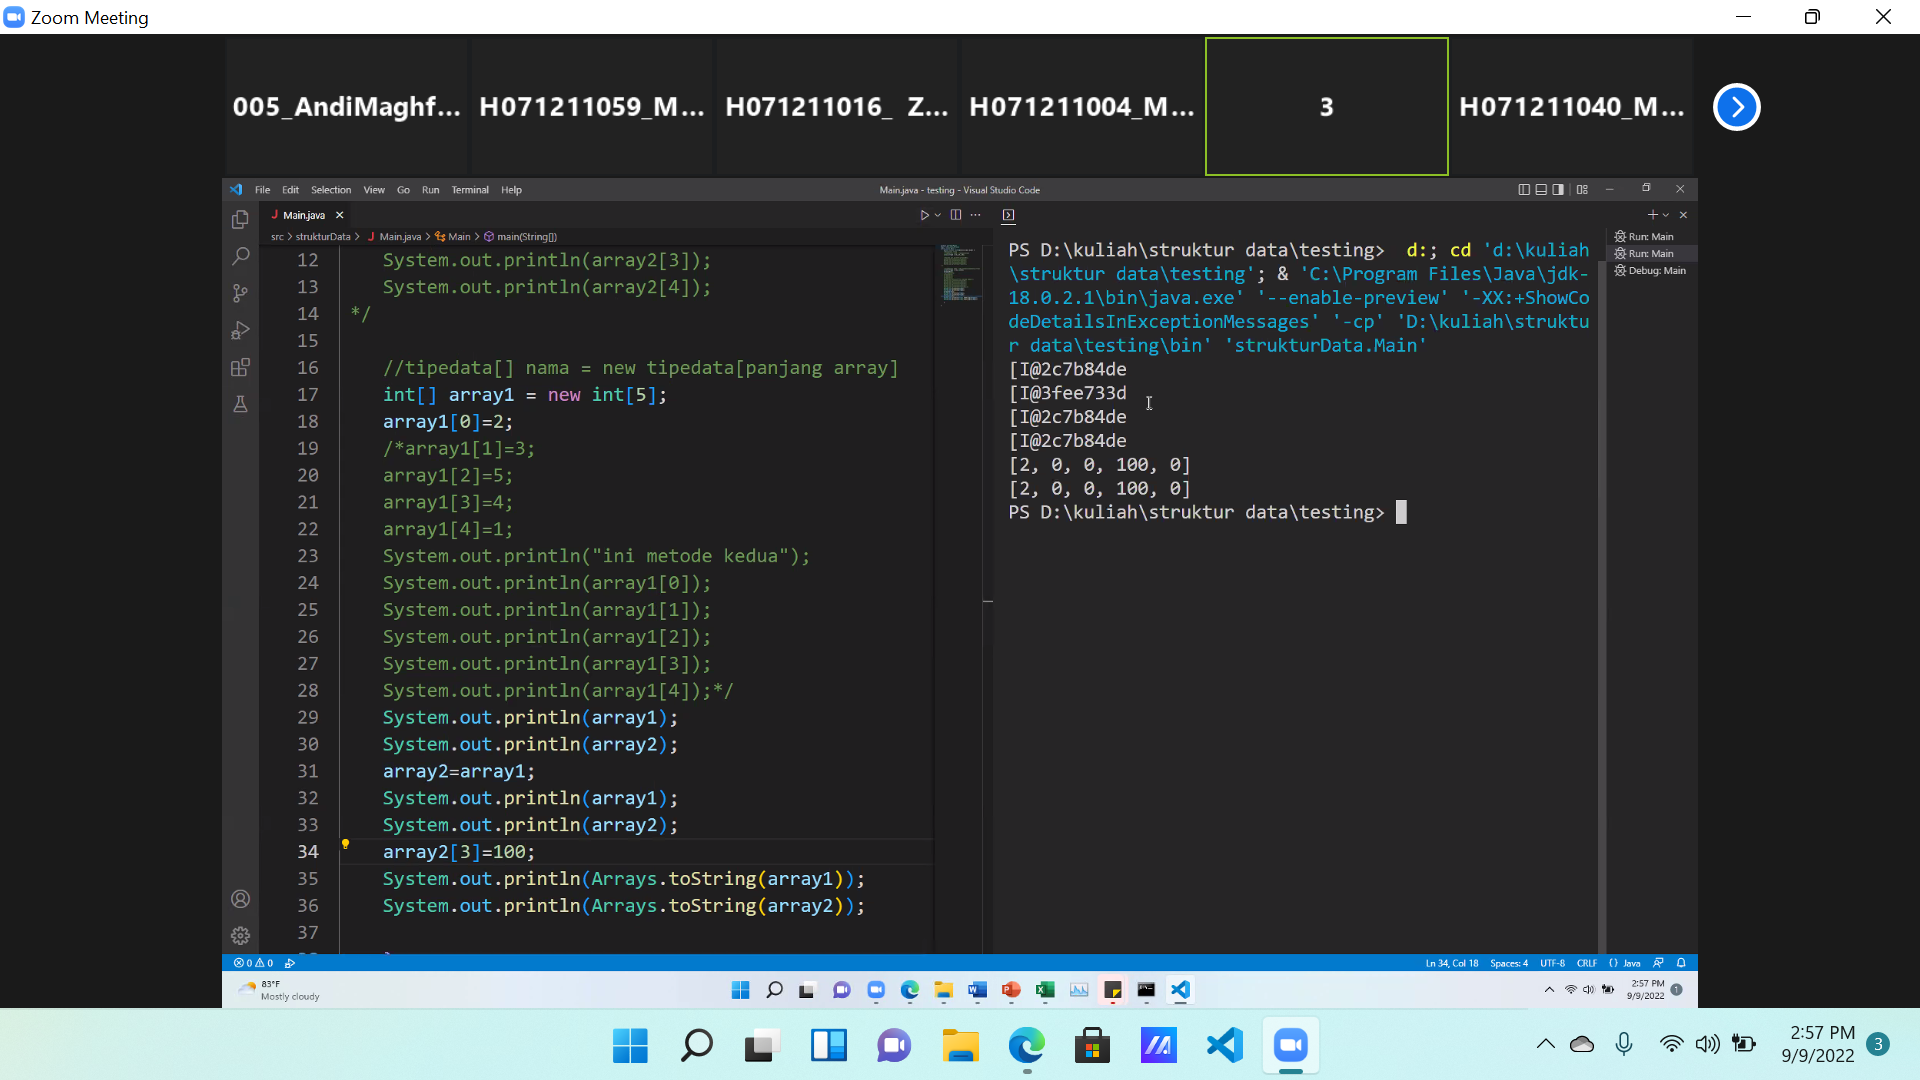 Zoom Meeting
005_AndiMaghf... H071211059_M... H071211016_ Z... H071211004_M... 3 H071211040_M...
File Edit Selection View Go Run Terminal Help
Main.java - testing - Visual Studio Code
J Main.java
src > strukturData > J Main.java > Main > main(String[])
12 System.out.println(array2[3]);
13 System.out.println(array2[4]);
14 */
15
16 //tipedata[] nama = new tipedata[panjang array]
17 int[] array1 = new int[5];
18 array1[0]=2;
19 /*array1[1]=3;
20 array1[2]=5;
21 array1[3]=4;
22 array1[4]=1;
23 System.out.println("ini metode kedua");
24 System.out.println(array1[0]);
25 System.out.println(array1[1]);
26 System.out.println(array1[2]);
27 System.out.println(array1[3]);
28 System.out.println(array1[4]);*/
29 System.out.println(array1);
30 System.out.println(array2);
31 array2=array1;
32 System.out.println(array1);
33 System.out.println(array2);
34 array2[3]=100;
35 System.out.println(Arrays.toString(array1));
36 System.out.println(Arrays.toString(array2));
37
PS D:\kuliah\struktur data\testing>  d:; cd 'd:\kuliah
\struktur data\testing'; & 'C:\Program Files\Java\jdk-
18.0.2.1\bin\java.exe' '--enable-preview' '-XX:+ShowCo
deDetailsInExceptionMessages' '-cp' 'D:\kuliah\struktu
r data\testing\bin' 'strukturData.Main'
[I@2c7b84de
[I@3fee733d
[I@2c7b84de
[I@2c7b84de
[2, 0, 0, 100, 0]
[2, 0, 0, 100, 0]
PS D:\kuliah\struktur data\testing>
Run: Main
Run: Main
Debug: Main
0 0
Ln 34, Col 18 Spaces: 4 UTF-8 CRLF {} Java
83°F
Mostly cloudy
2:57 PM
9/9/2022
1
2:57 PM
9/9/2022
3